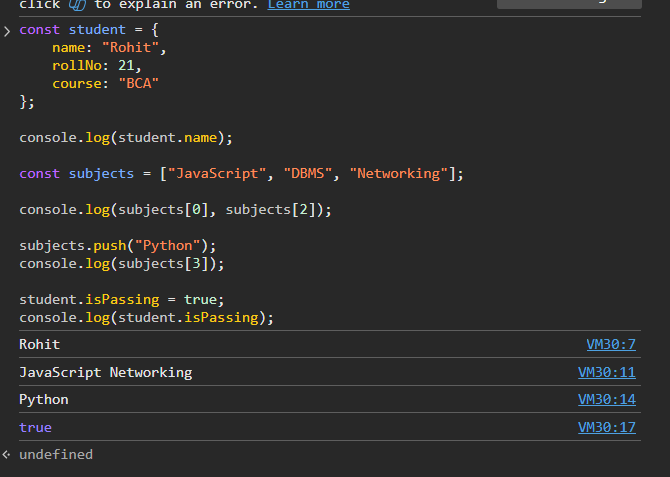 click to explain an error. Learn more
const student = {
    name: "Rohit",
    rollNo: 21,
    course: "BCA"
};
console.log(student.name);
const subjects = ["JavaScript", "DBMS", "Networking"];
console.log(subjects[0], subjects[2]);
subjects.push("Python");
console.log(subjects[3]);
student.isPassing = true;
console.log(student.isPassing);
Rohit VM30:7
JavaScript Networking VM30:11
Python VM30:14
true VM30:17
undefined